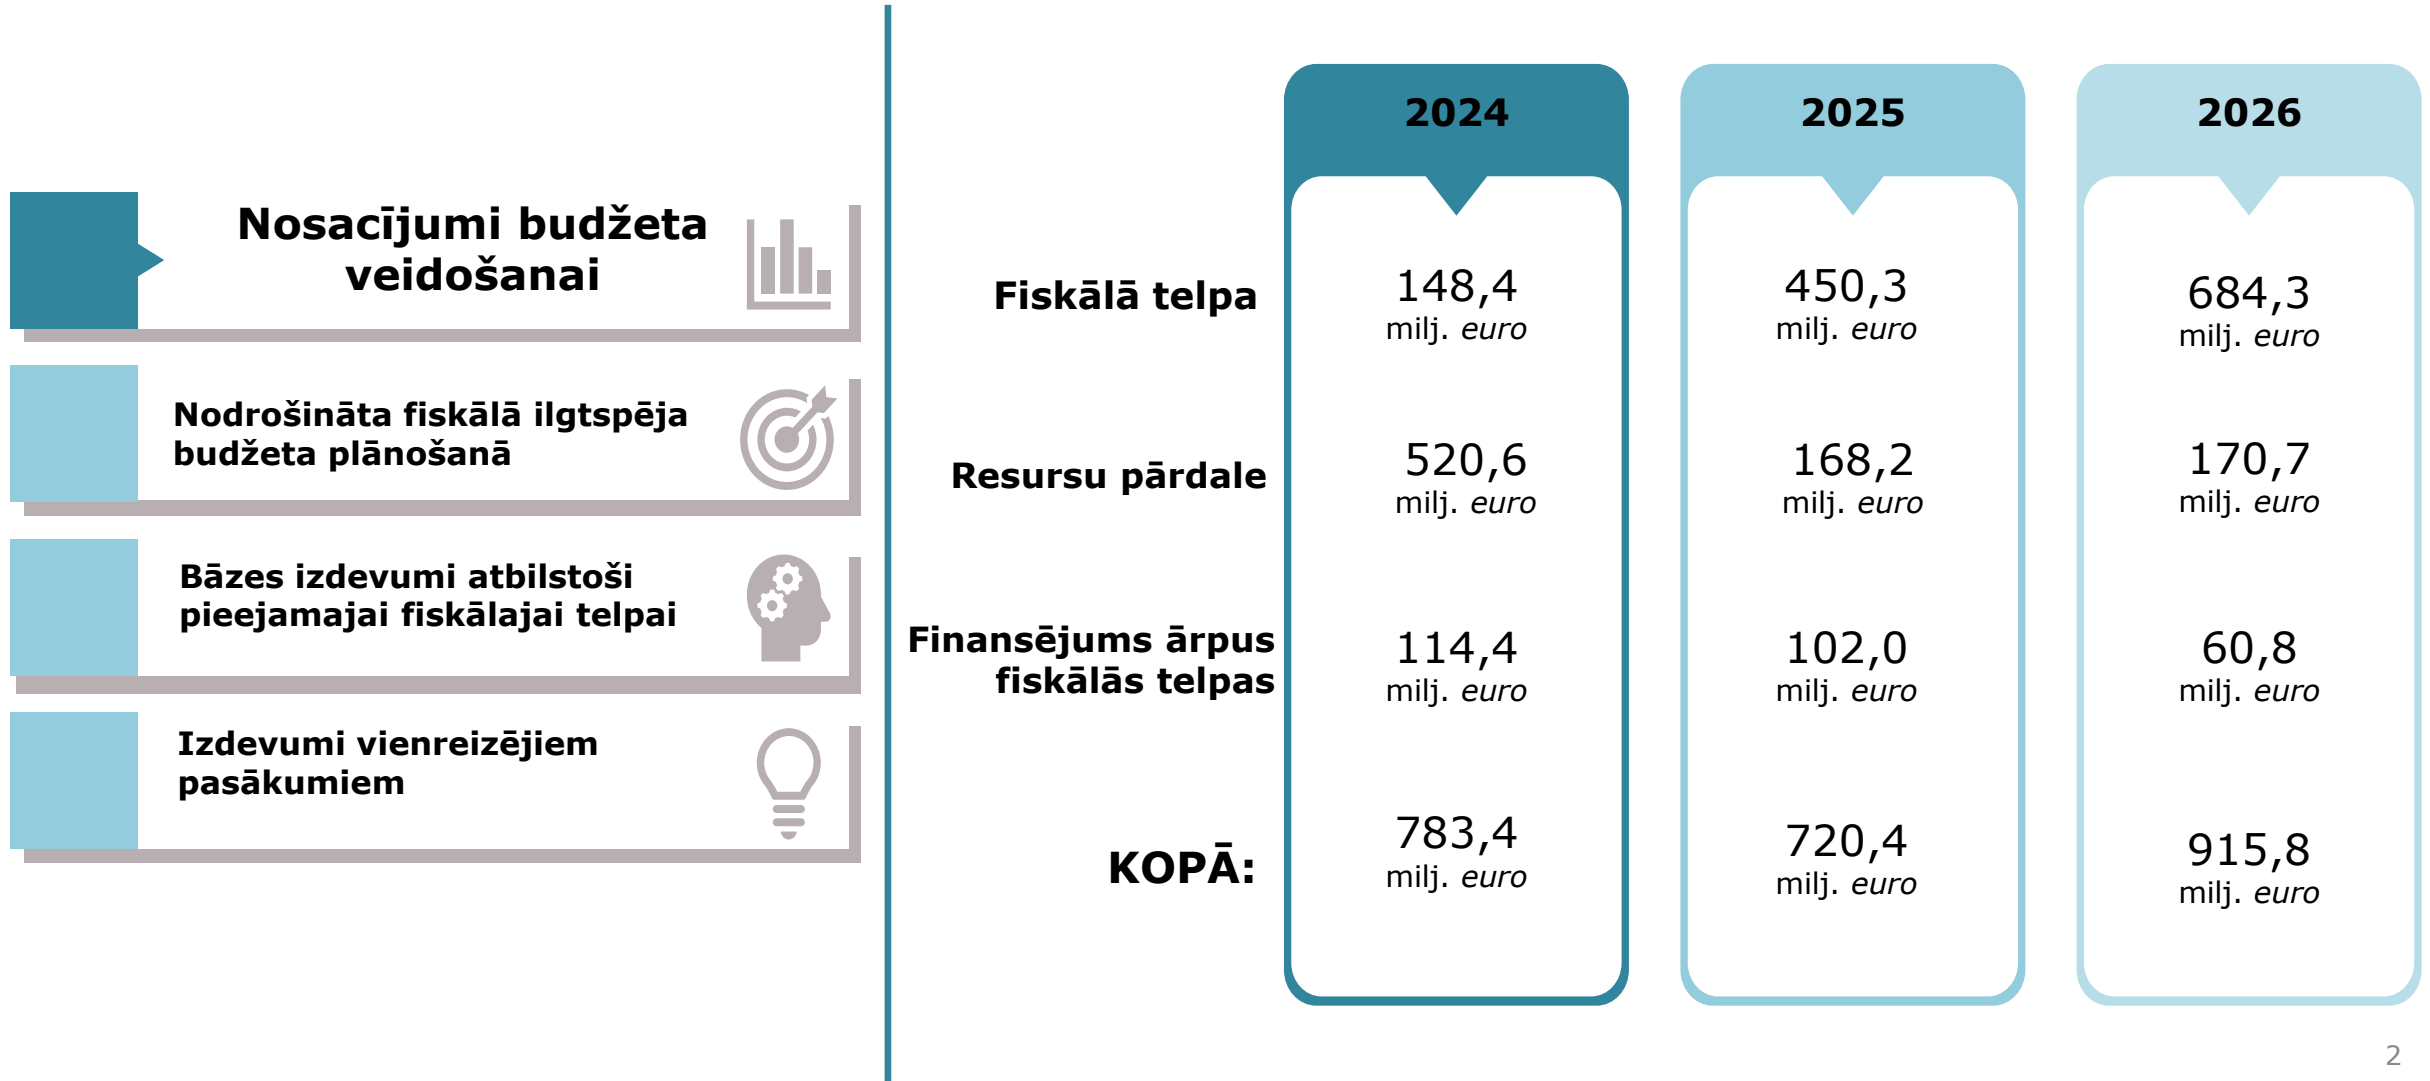 Nosacījumi budžeta
veidošanai
Nodrošināta fiskālā ilgtspēja
budžeta plānošanā
Bāzes izdevumi atbilstoši
pieejamajai fiskālajai telpai
Izdevumi vienreizējiem
pasākumiem
2024
2025
2026
Fiskālā telpa
148,4
milj. euro
450,3
milj. euro
684,3
milj. euro
Resursu pārdale
520,6
milj. euro
168,2
milj. euro
170,7
milj. euro
Finansējums ārpus
fiskālās telpas
114,4
milj. euro
102,0
milj. euro
60,8
milj. euro
KOPĀ:
783,4
milj. euro
720,4
milj. euro
915,8
milj. euro
2